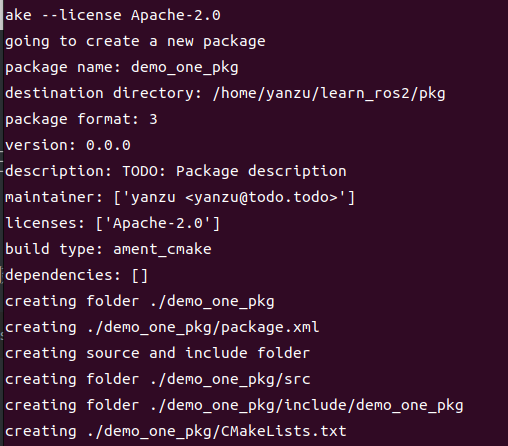 ake --license Apache-2.0
going to create a new package
package name: demo_one_pkg
destination directory: /home/yanzu/learn_ros2/pkg
package format: 3
version: 0.0.0
description: TODO: Package description
maintainer: ['yanzu <yanzu@todo.todo>']
licenses: ['Apache-2.0']
build type: ament_cmake
dependencies: []
creating folder ./demo_one_pkg
creating ./demo_one_pkg/package.xml
creating source and include folder
creating folder ./demo_one_pkg/src
creating folder ./demo_one_pkg/include/demo_one_pkg
creating ./demo_one_pkg/CMakeLists.txt